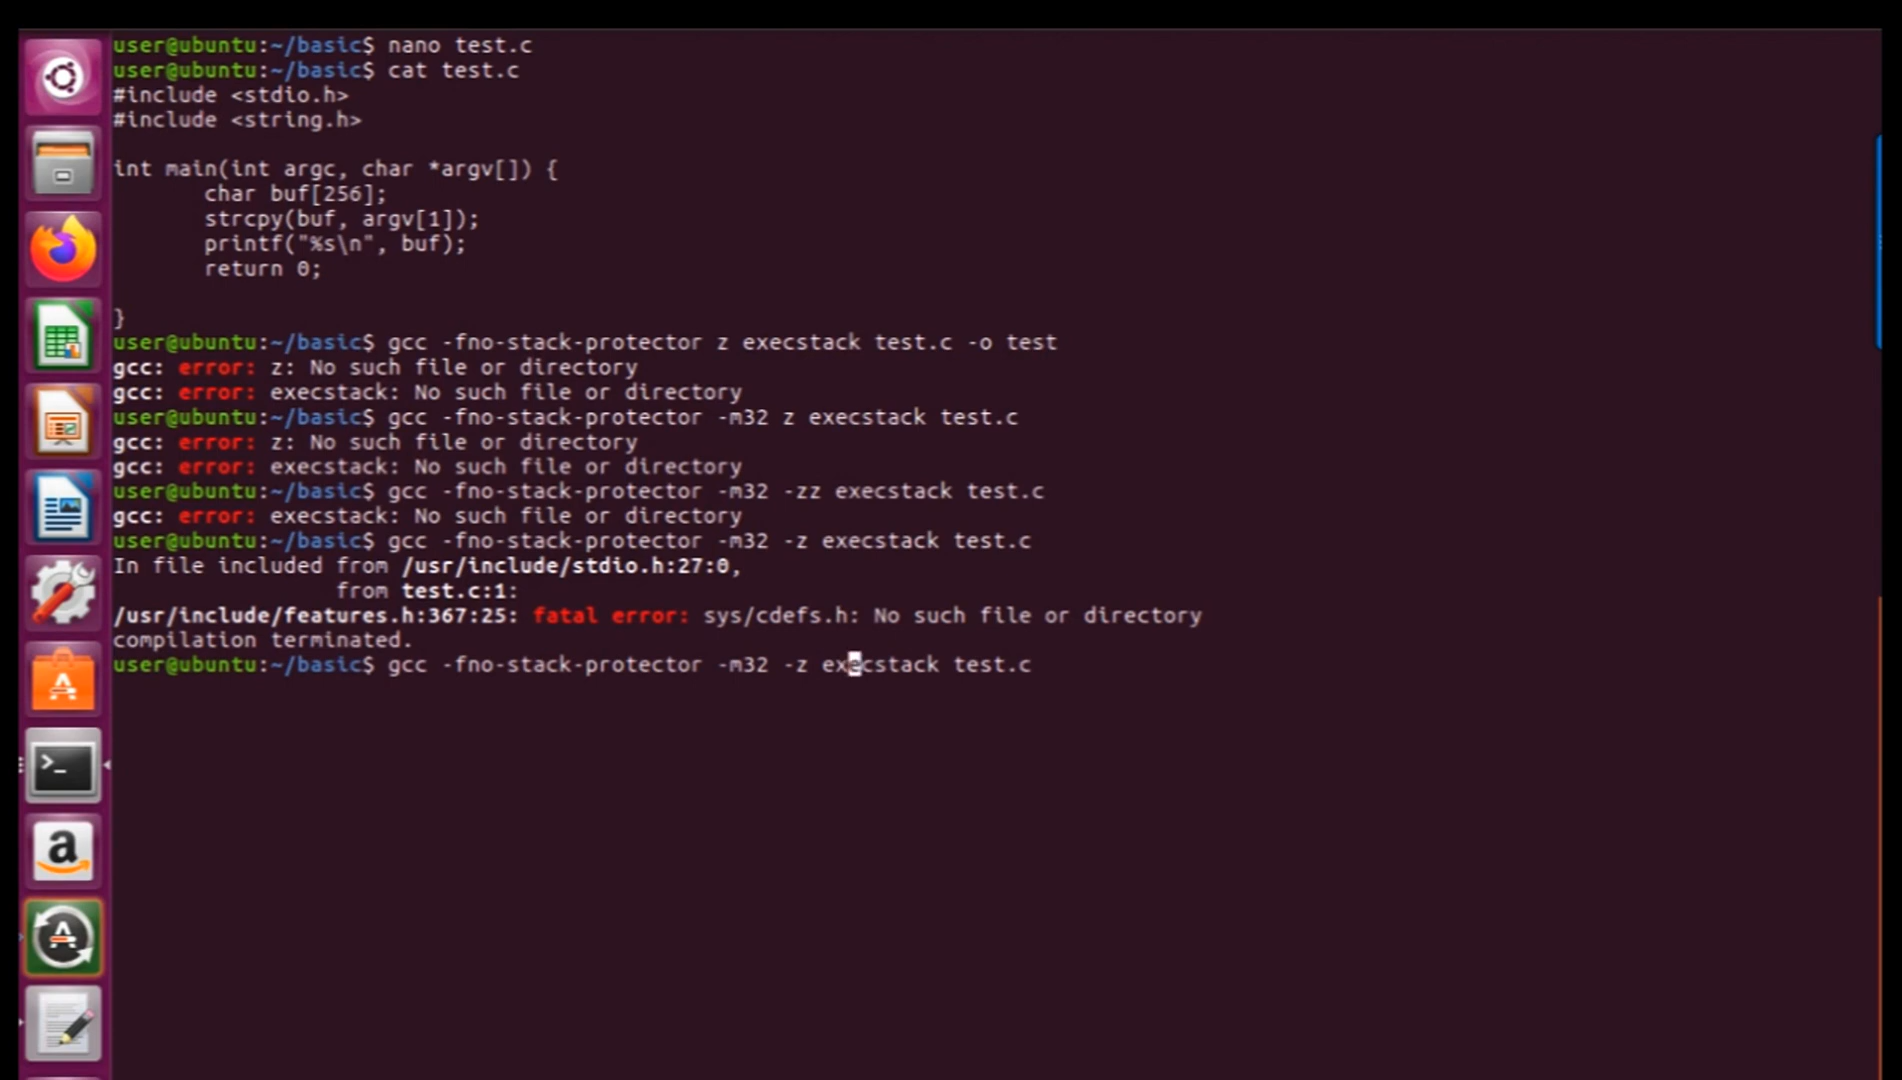 user@ubuntu:~/basic$ nano test.c
user@ubuntu:~/basic$ cat test.c
#include <stdio.h>
#include <string.h>
int main(int argc, char *argv[]) {
char buf[256];
strcpy(buf, argv[1]);
printf("%s\n", buf);
return 0;
}
user@ubuntu:~/basic$ gcc -fno-stack-protector z execstack test.c -o test
gcc: error: z: No such file or directory
gcc: error: execstack: No such file or directory
user@ubuntu:~/basic$ gcc -fno-stack-protector -m32 z execstack test.c
gcc: error: z: No such file or directory
gcc: error: execstack: No such file or directory
user@ubuntu:~/basic$ gcc -fno-stack-protector -m32 -zz execstack test.c
gcc: error: execstack: No such file or directory
user@ubuntu:~/basic$ gcc -fno-stack-protector -m32 -z execstack test.c
In file included from /usr/include/stdio.h:27:0,
from test.c:1:
/usr/include/features.h:367:25: fatal error: sys/cdefs.h: No such file or directory
compilation terminated.
user@ubuntu:~/basic$ gcc -fno-stack-protector -m32 -z execstack test.c